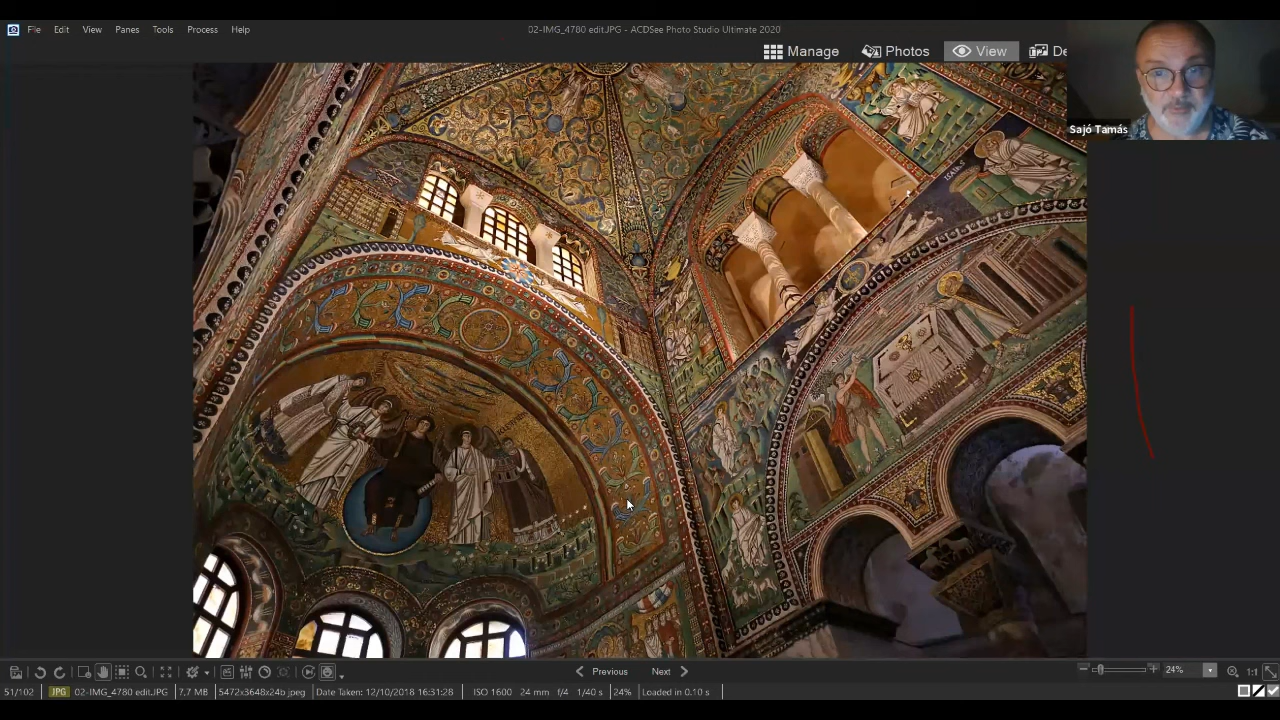 File Edit View Panes Tools Process Help
02-IMG_4780 edit.JPG - ACDSee Photo Studio Ultimate 2020
Manage Photos View De
Sajó Tamás
ISAIAS
Previous Next
24%
1:1
51/102 JPG 02-IMG_4780 edit.JPG 7,7 MB 5472x3648x24b jpeg Date Taken: 12/10/2018 16:31:28 ISO 1600 24 mm f/4 1/40 s 24% Loaded in 0.10 s